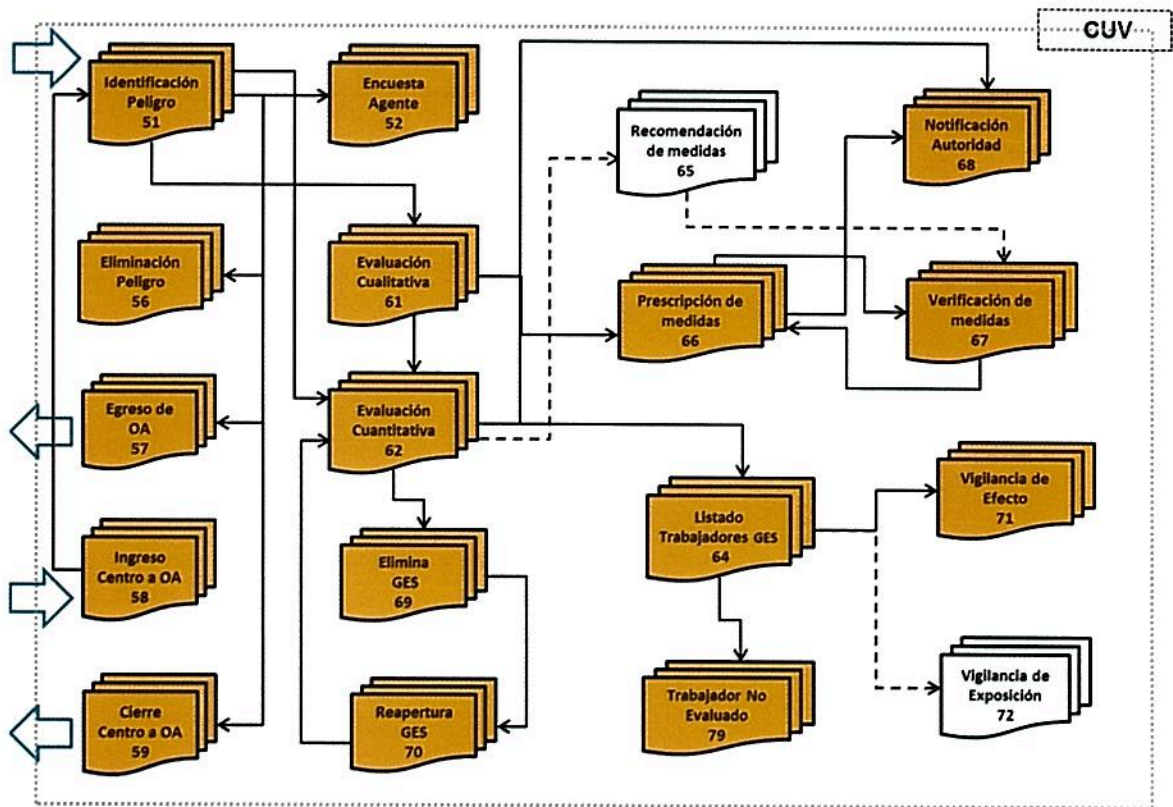 CUV
Identificación
Peligro
51
Encuesta
Agente
52
Recomendación
de medidas
65
Notificación
Autoridad
68
Eliminación
Peligro
56
Evaluación
Cualitativa
61
Prescripción de
medidas
66
Verificación de
medidas
67
Egreso de
OA
57
Evaluación
Cuantitativa
62
Listado
Trabajadores GES
64
Vigilancia de
Efecto
71
Ingreso
Centro a OA
58
Elimina
GES
69
Cierre
Centro a OA
59
Reapertura
GES
70
Trabajador No
Evaluado
79
Vigilancia de
Exposición
72